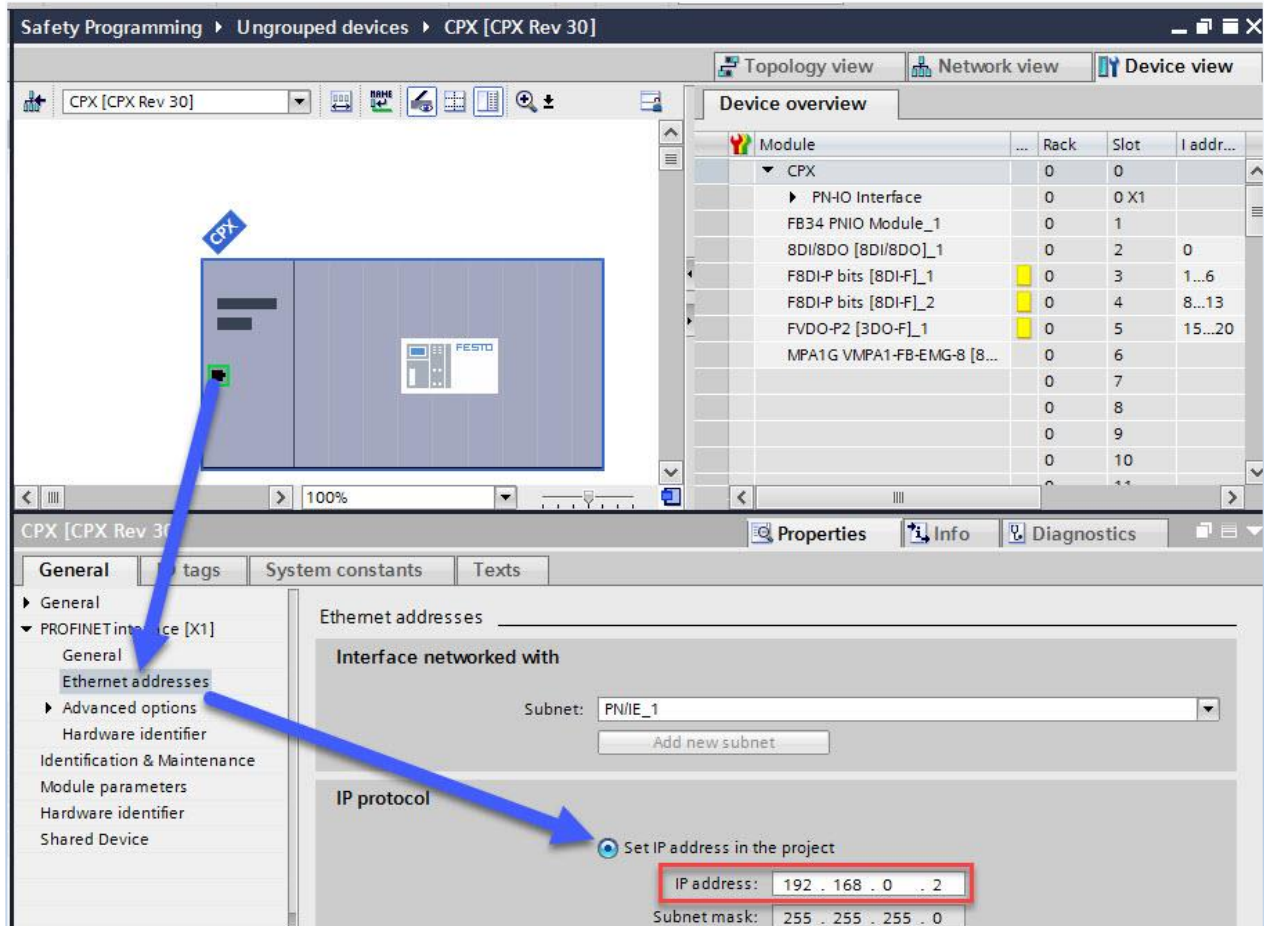 Safety Programming ▸ Ungrouped devices ▸ CPX [CPX Rev 30]
Topology view Network view Device view
CPX [CPX Rev 30]
Device overview
Module ... Rack Slot I addr...
CPX 0 0
PN-IO Interface 0 0 X1
FB34 PNIO Module_1 0 1
8DI/8DO [8DI/8DO]_1 0 2 0
F8DI-P bits [8DI-F]_1 0 3 1...6
F8DI-P bits [8DI-F]_2 0 4 8...13
FVDO-P2 [3DO-F]_1 0 5 15...20
MPA1G VMPA1-FB-EMG-8 [8... 0 6
0 7
0 8
0 9
0 10
CPX
FESTO
100%
CPX [CPX Rev 30]
Properties Info Diagnostics
General tags System constants Texts
General
PROFINET interface [X1]
General
Ethernet addresses
Advanced options
Hardware identifier
Identification & Maintenance
Module parameters
Hardware identifier
Shared Device
Ethernet addresses
Interface networked with
Subnet: PN/IE_1
Add new subnet
IP protocol
Set IP address in the project
IP address: 192 . 168 . 0 . 2
Subnet mask: 255 . 255 . 255 . 0